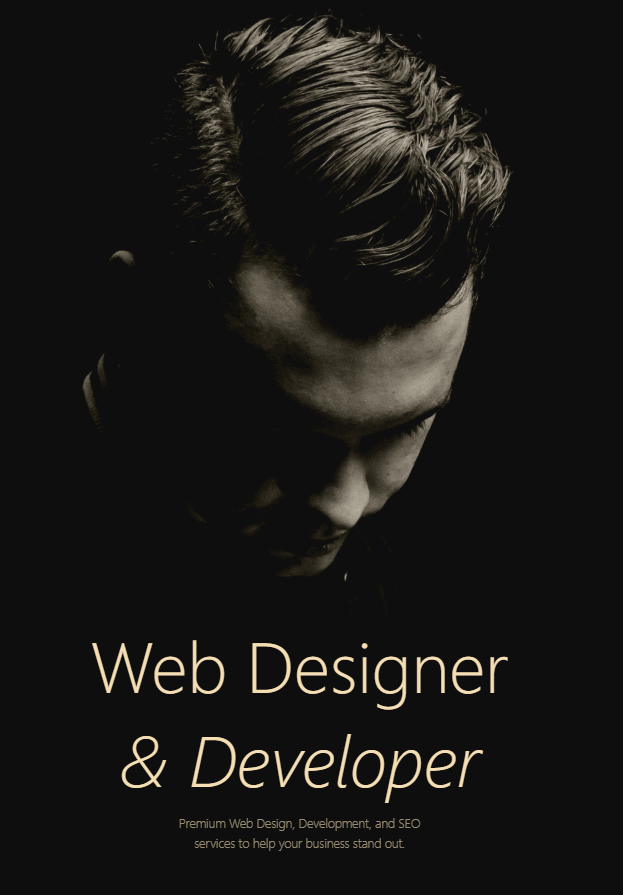 Web Designer
& Developer
Premium Web Design, Development, and SEO
services to help your business stand out.